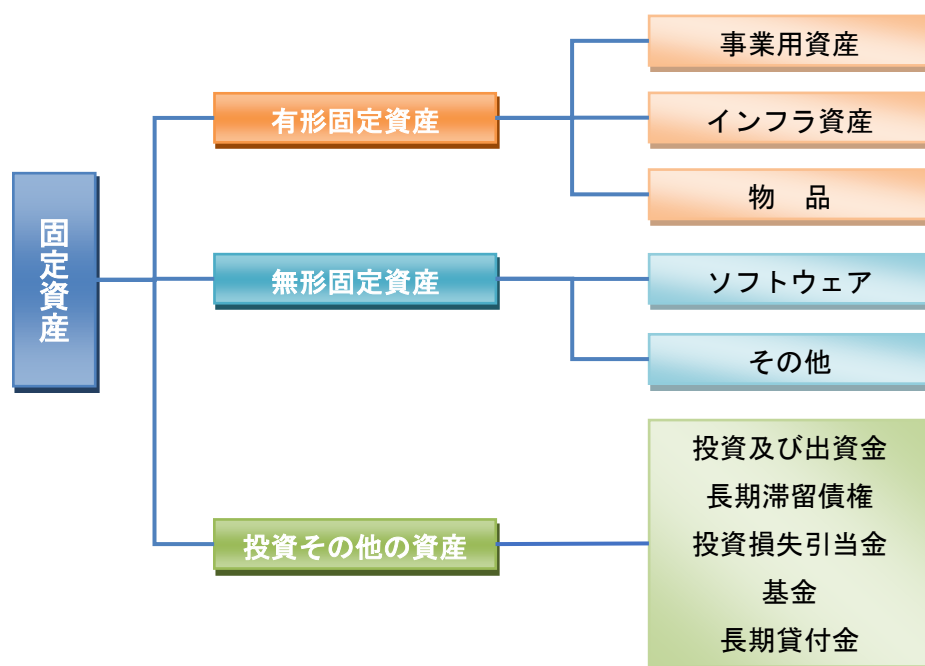 固定資産
有形固定資産
事業用資産
インフラ資産
物　品
無形固定資産
ソフトウェア
その他
投資その他の資産
投資及び出資金
長期滞留債権
投資損失引当金
基金
長期貸付金